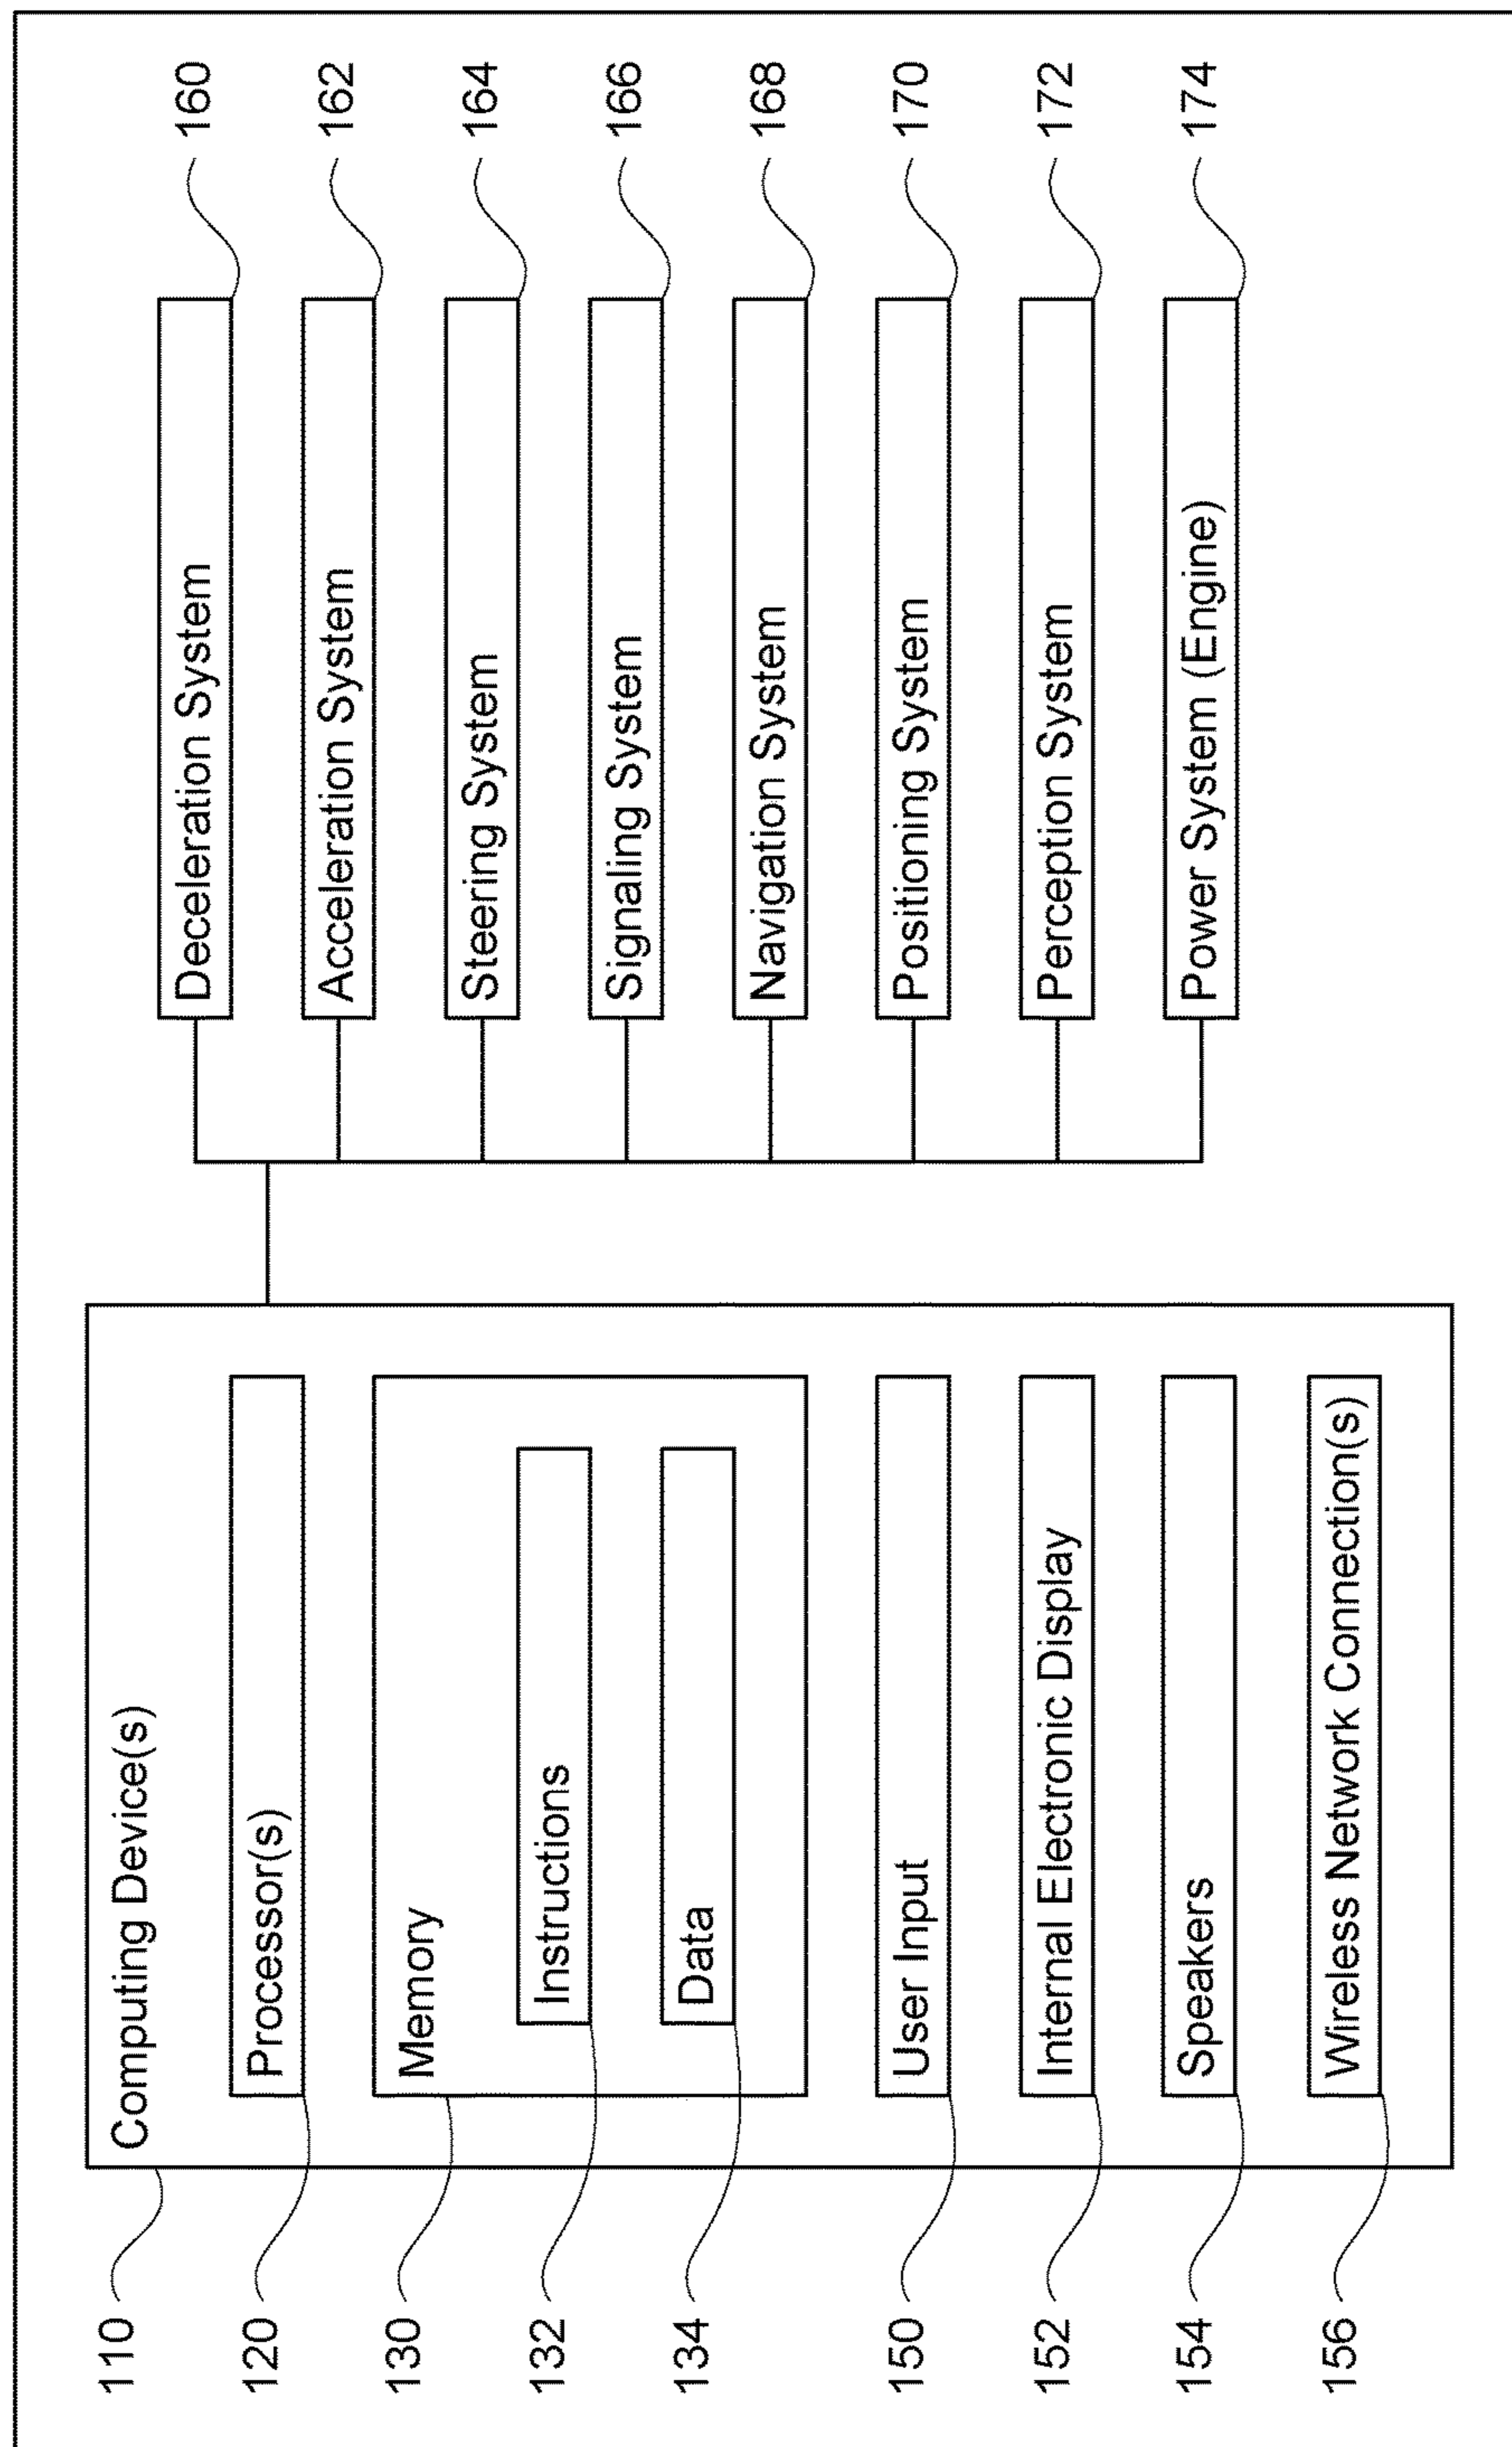 110
Computing Device(s)
120
Processor(s)
130
Memory
132
Instructions
134
Data
150
User Input
152
Internal Electronic Display
154
Speakers
156
Wireless Network Connection(s)
Deceleration System
160
Acceleration System
162
Steering System
164
Signaling System
166
Navigation System
168
Positioning System
170
Perception System
172
Power System (Engine)
174